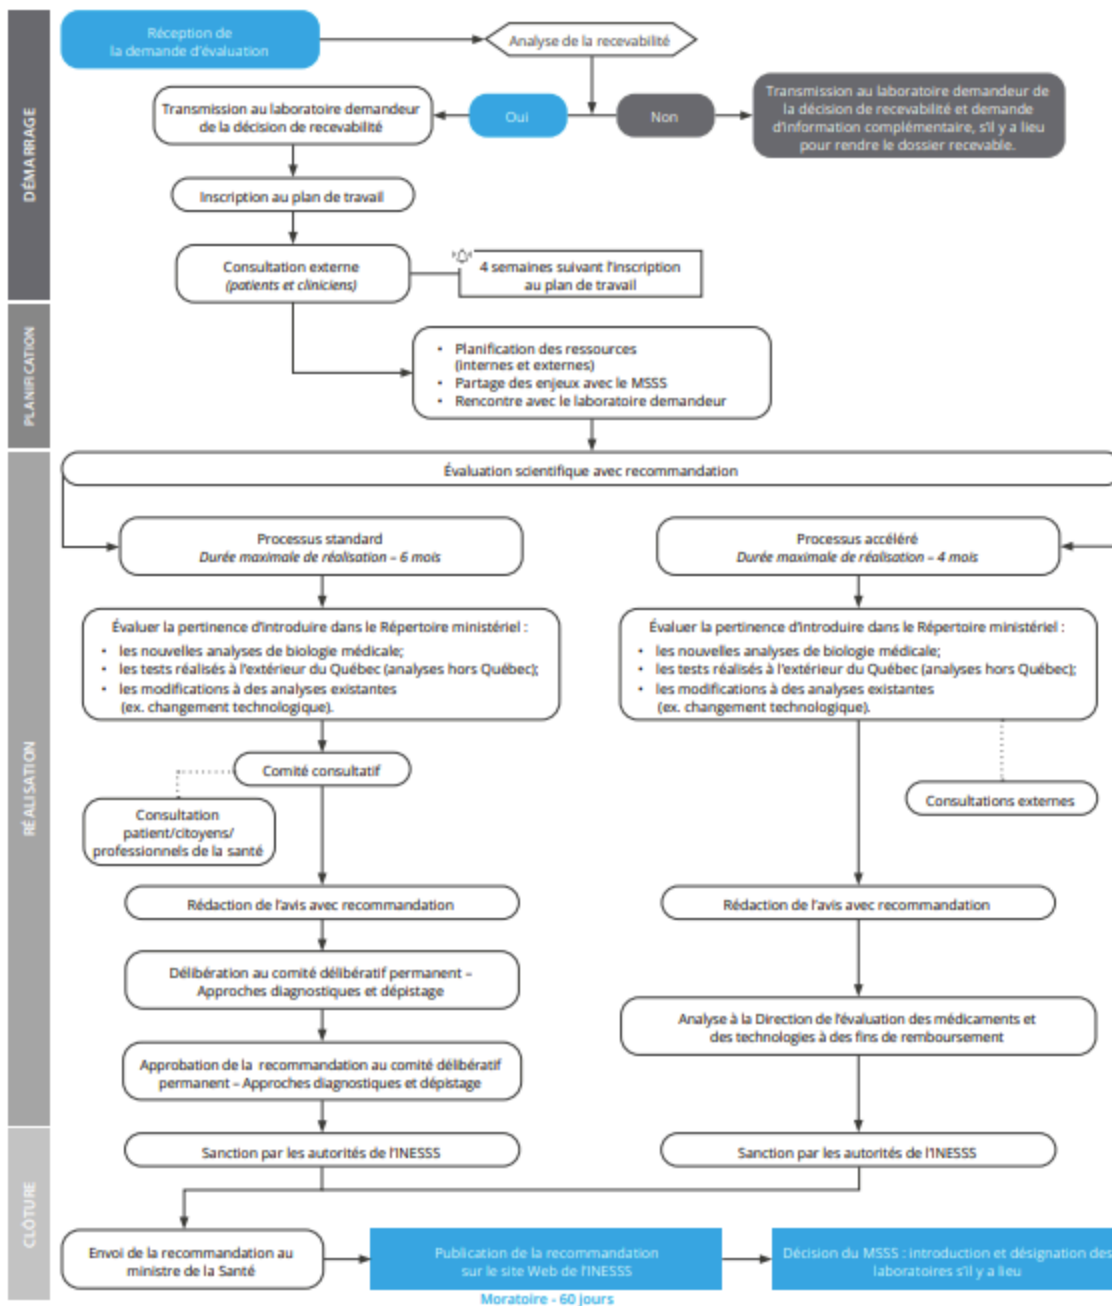 DÉMARRAGE
Réception de
la demande d'évaluation
Analyse de la recevabilité
Transmission au laboratoire demandeur
de la décision de recevabilité
Oui
Non
Transmission au laboratoire demandeur de
la décision de recevabilité et demande
d'information complémentaire, s'il y a lieu
pour rendre le dossier recevable.
Inscription au plan de travail
Consultation externe
(patients et cliniciens)
4 semaines suivant l'inscription
au plan de travail
PLANIFICATION
• Planification des ressources
(internes et externes)
• Partage des enjeux avec le MSSS
• Rencontre avec le laboratoire demandeur
RÉALISATION
Évaluation scientifique avec recommandation
Processus standard
Durée maximale de réalisation – 6 mois
Évaluer la pertinence d'introduire dans le Répertoire ministériel :
• les nouvelles analyses de biologie médicale;
• les tests réalisés à l'extérieur du Québec (analyses hors Québec);
• les modifications à des analyses existantes
(ex. changement technologique).
Comité consultatif
Consultation
patient/citoyens/
professionnels de la santé
Rédaction de l'avis avec recommandation
Délibération au comité délibératif permanent –
Approches diagnostiques et dépistage
Approbation de la recommandation au comité délibératif
permanent – Approches diagnostiques et dépistage
Processus accéléré
Durée maximale de réalisation – 4 mois
Évaluer la pertinence d'introduire dans le Répertoire ministériel :
• les nouvelles analyses de biologie médicale;
• les tests réalisés à l'extérieur du Québec (analyses hors Québec);
• les modifications à des analyses existantes
(ex. changement technologique).
Consultations externes
Rédaction de l'avis avec recommandation
Analyse à la Direction de l'évaluation des médicaments et
des technologies à des fins de remboursement
CLÔTURE
Sanction par les autorités de l'INESSS
Sanction par les autorités de l'INESSS
Envoi de la recommandation au
ministre de la Santé
Publication de la recommandation
sur le site Web de l'INESSS
Moratoire - 60 jours
Décision du MSSS : introduction et désignation des
laboratoires s'il y a lieu